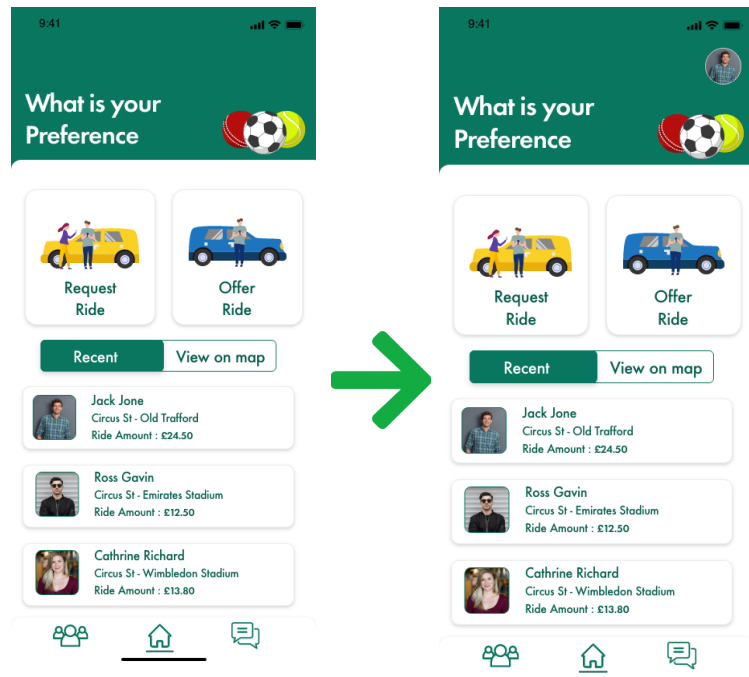 9:41
What is your
Preference
Request
Ride
Offer
Ride
Recent
View on map
Jack Jone
Circus St - Old Trafford
Ride Amount : £24.50
Ross Gavin
Circus St - Emirates Stadium
Ride Amount : £12.50
Cathrine Richard
Circus St - Wimbledon Stadium
Ride Amount : £13.80
9:41
What is your
Preference
Request
Ride
Offer
Ride
Recent
View on map
Jack Jone
Circus St - Old Trafford
Ride Amount : £24.50
Ross Gavin
Circus St - Emirates Stadium
Ride Amount : £12.50
Cathrine Richard
Circus St - Wimbledon Stadium
Ride Amount : £13.80